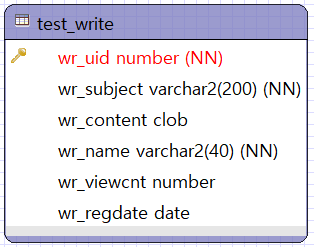 test_write
wr_uid number (NN)
wr_subject varchar2(200) (NN)
wr_content clob
wr_name varchar2(40) (NN)
wr_viewcnt number
wr_regdate date